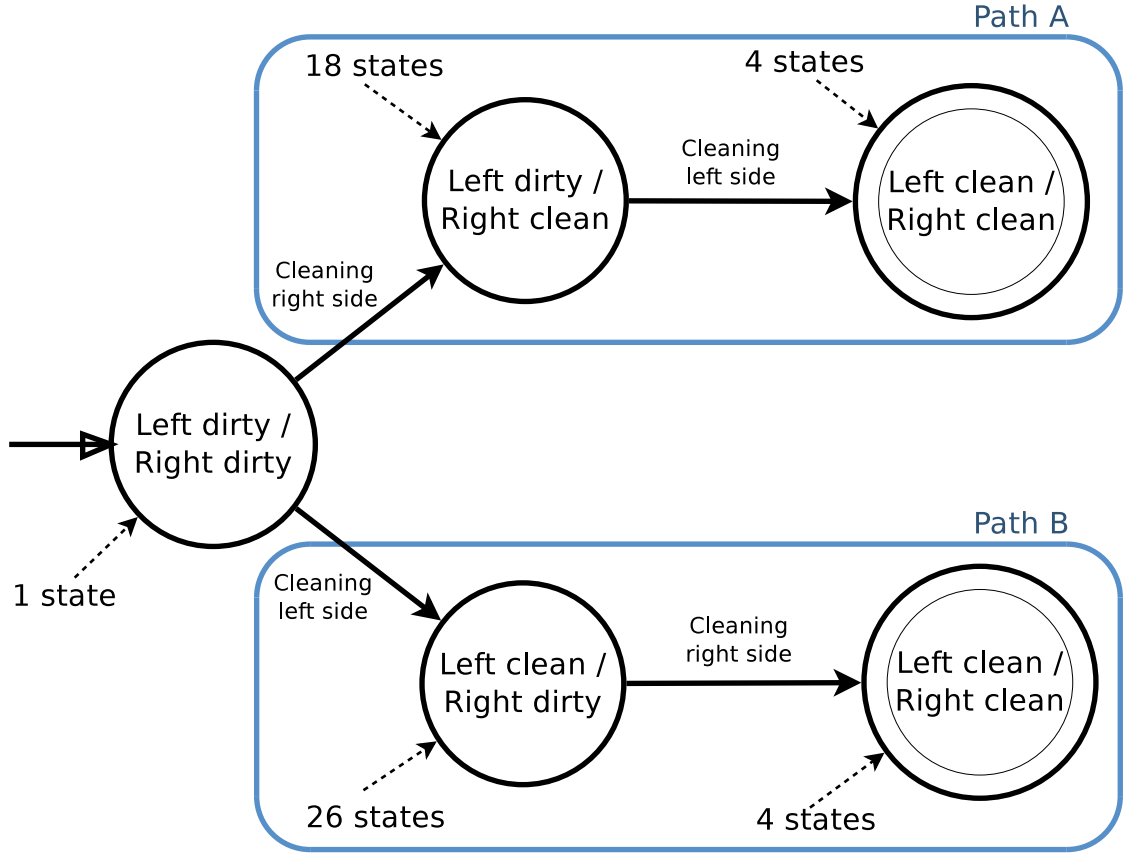 Path A
18 states
4 states
Cleaning
left side
Left dirty /
Right clean
Left clean /
Right clean
Cleaning
right side
Left dirty /
Right dirty
1 state
Path B
Cleaning
left side
Cleaning
right side
Left clean /
Right dirty
Left clean /
Right clean
26 states
4 states